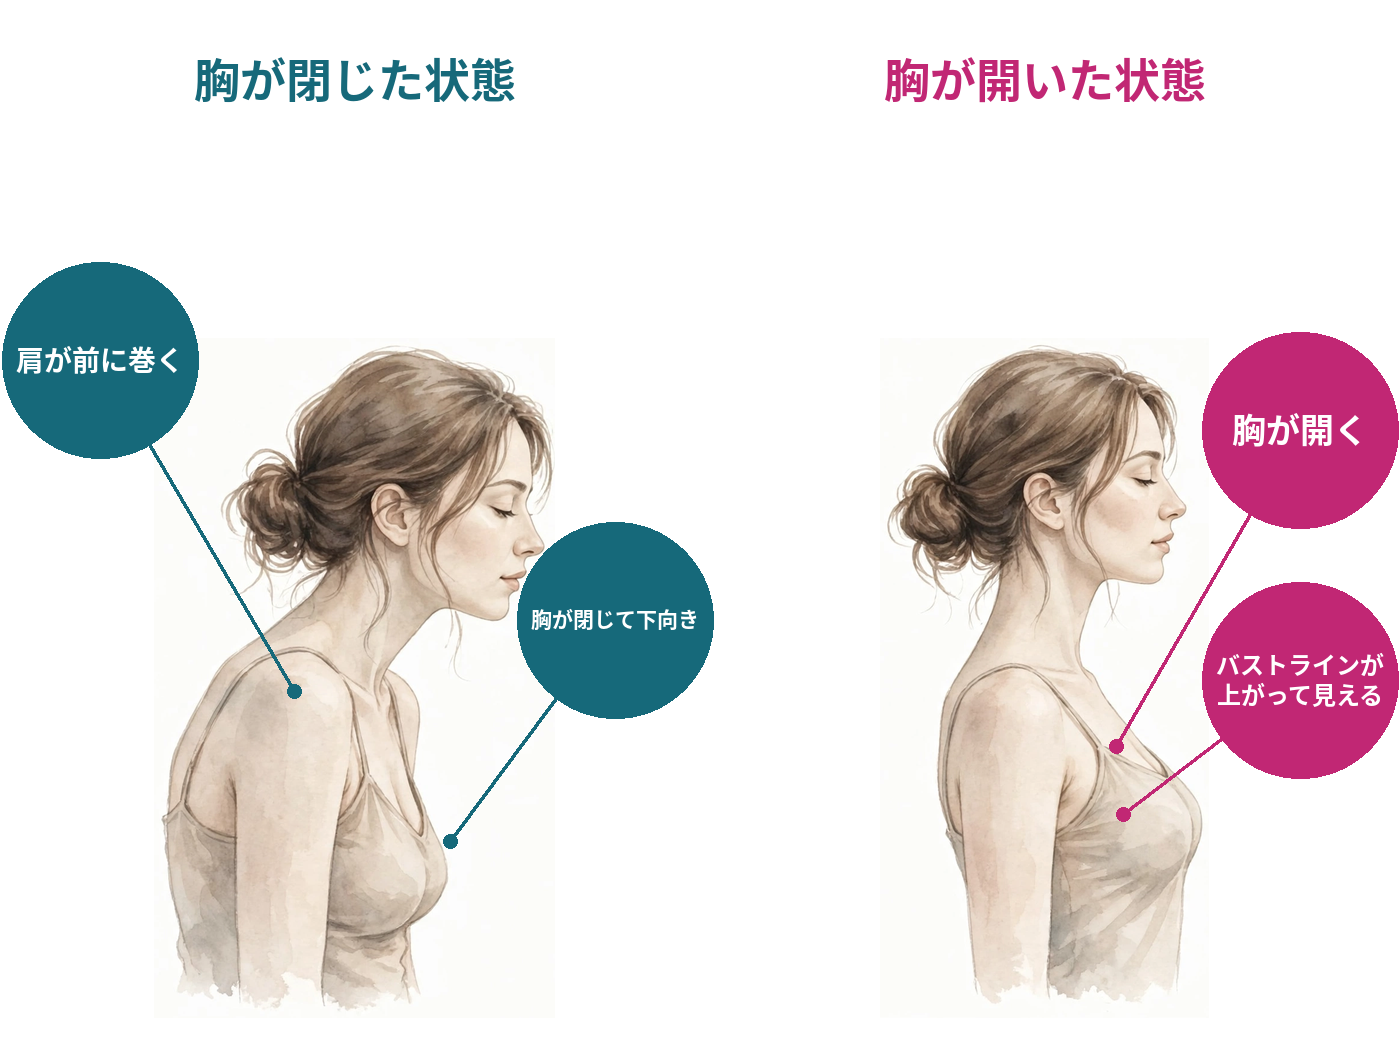 胸が閉じた状態
胸が開いた状態
肩が前に巻く
胸が閉じて下向き
胸が開く
バストラインが
上がって見える